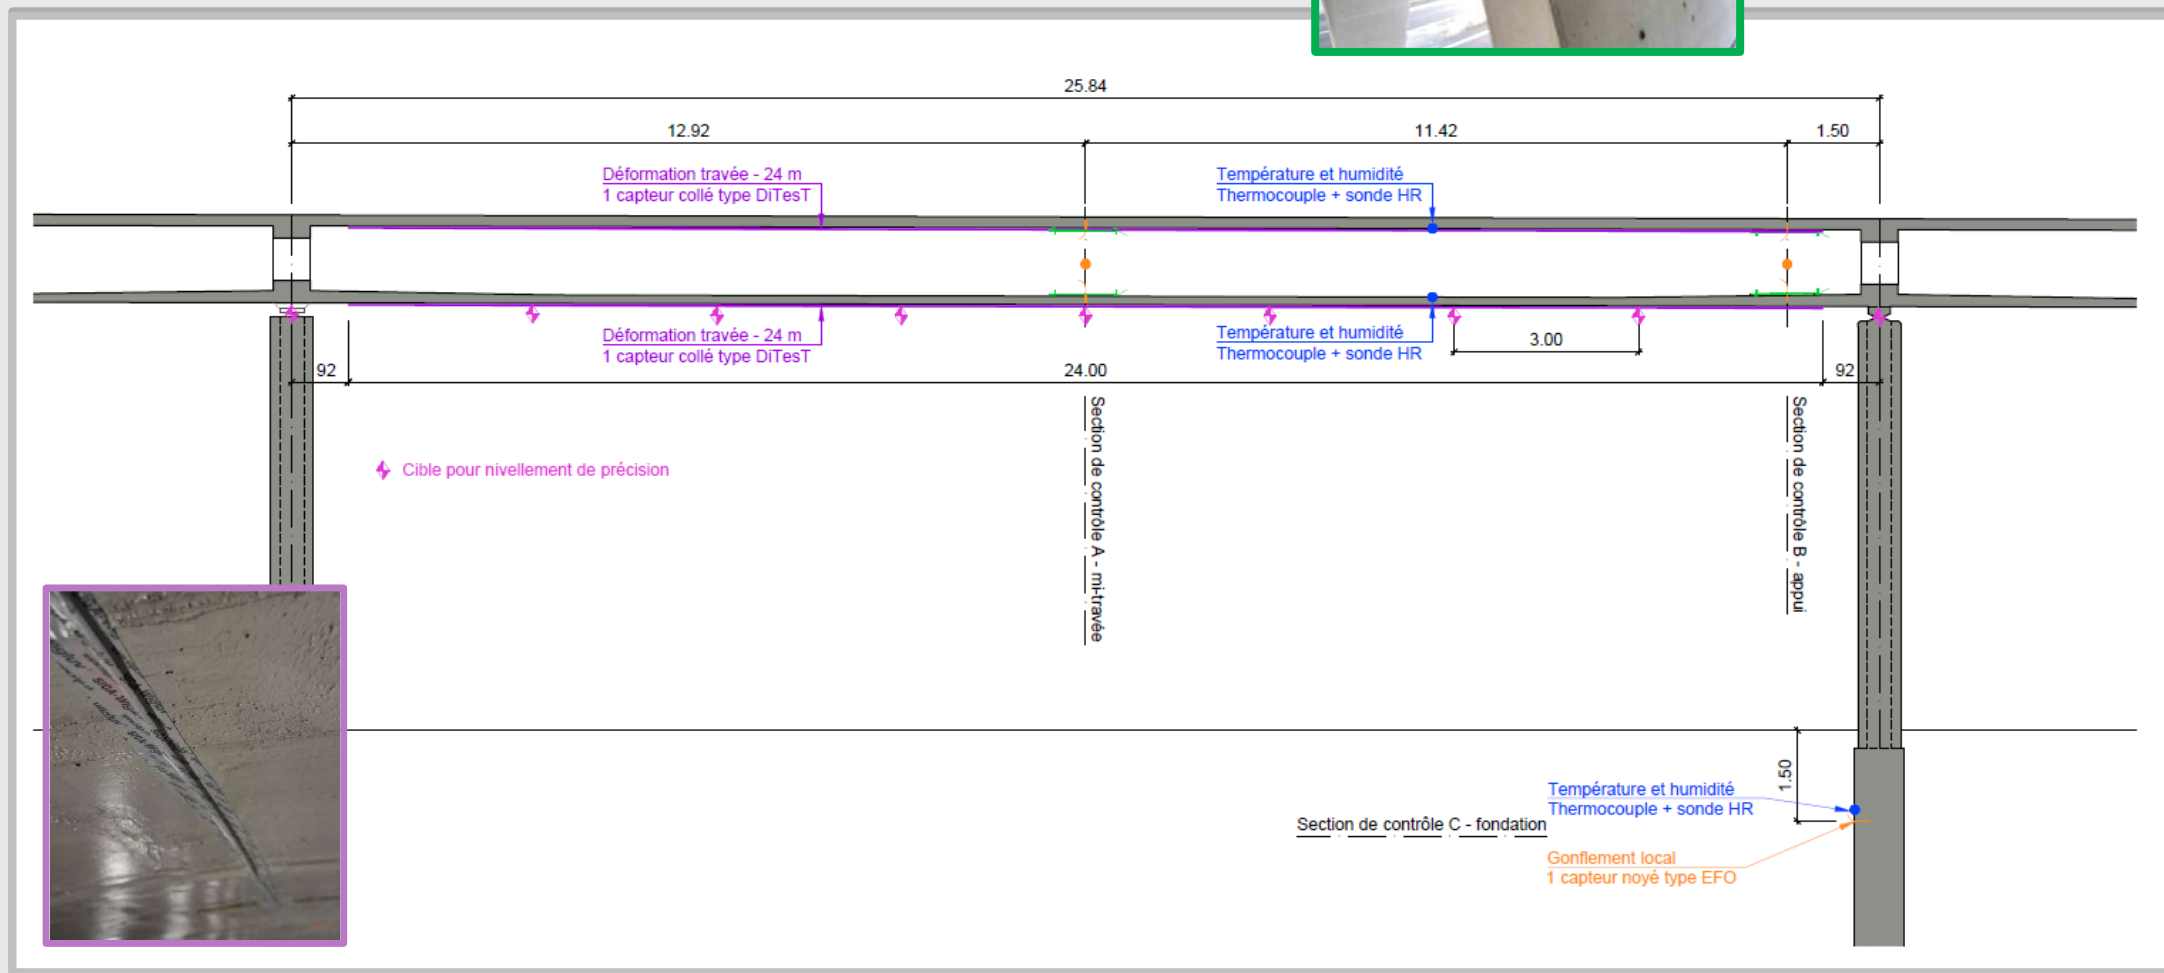 25.84
12.92
11.42
1.50
Déformation travée - 24 m
1 capteur collé type DiTesT
Température et humidité
Thermocouple + sonde HR
Déformation travée - 24 m
1 capteur collé type DiTesT
Température et humidité
Thermocouple + sonde HR
3.00
92
24.00
92
Section de contrôle A - mi-travée
Section de contrôle B - appui
Cible pour nivellement de précision
1.50
Température et humidité
Thermocouple + sonde HR
Section de contrôle C - fondation
Gonflement local
1 capteur noyé type EFO